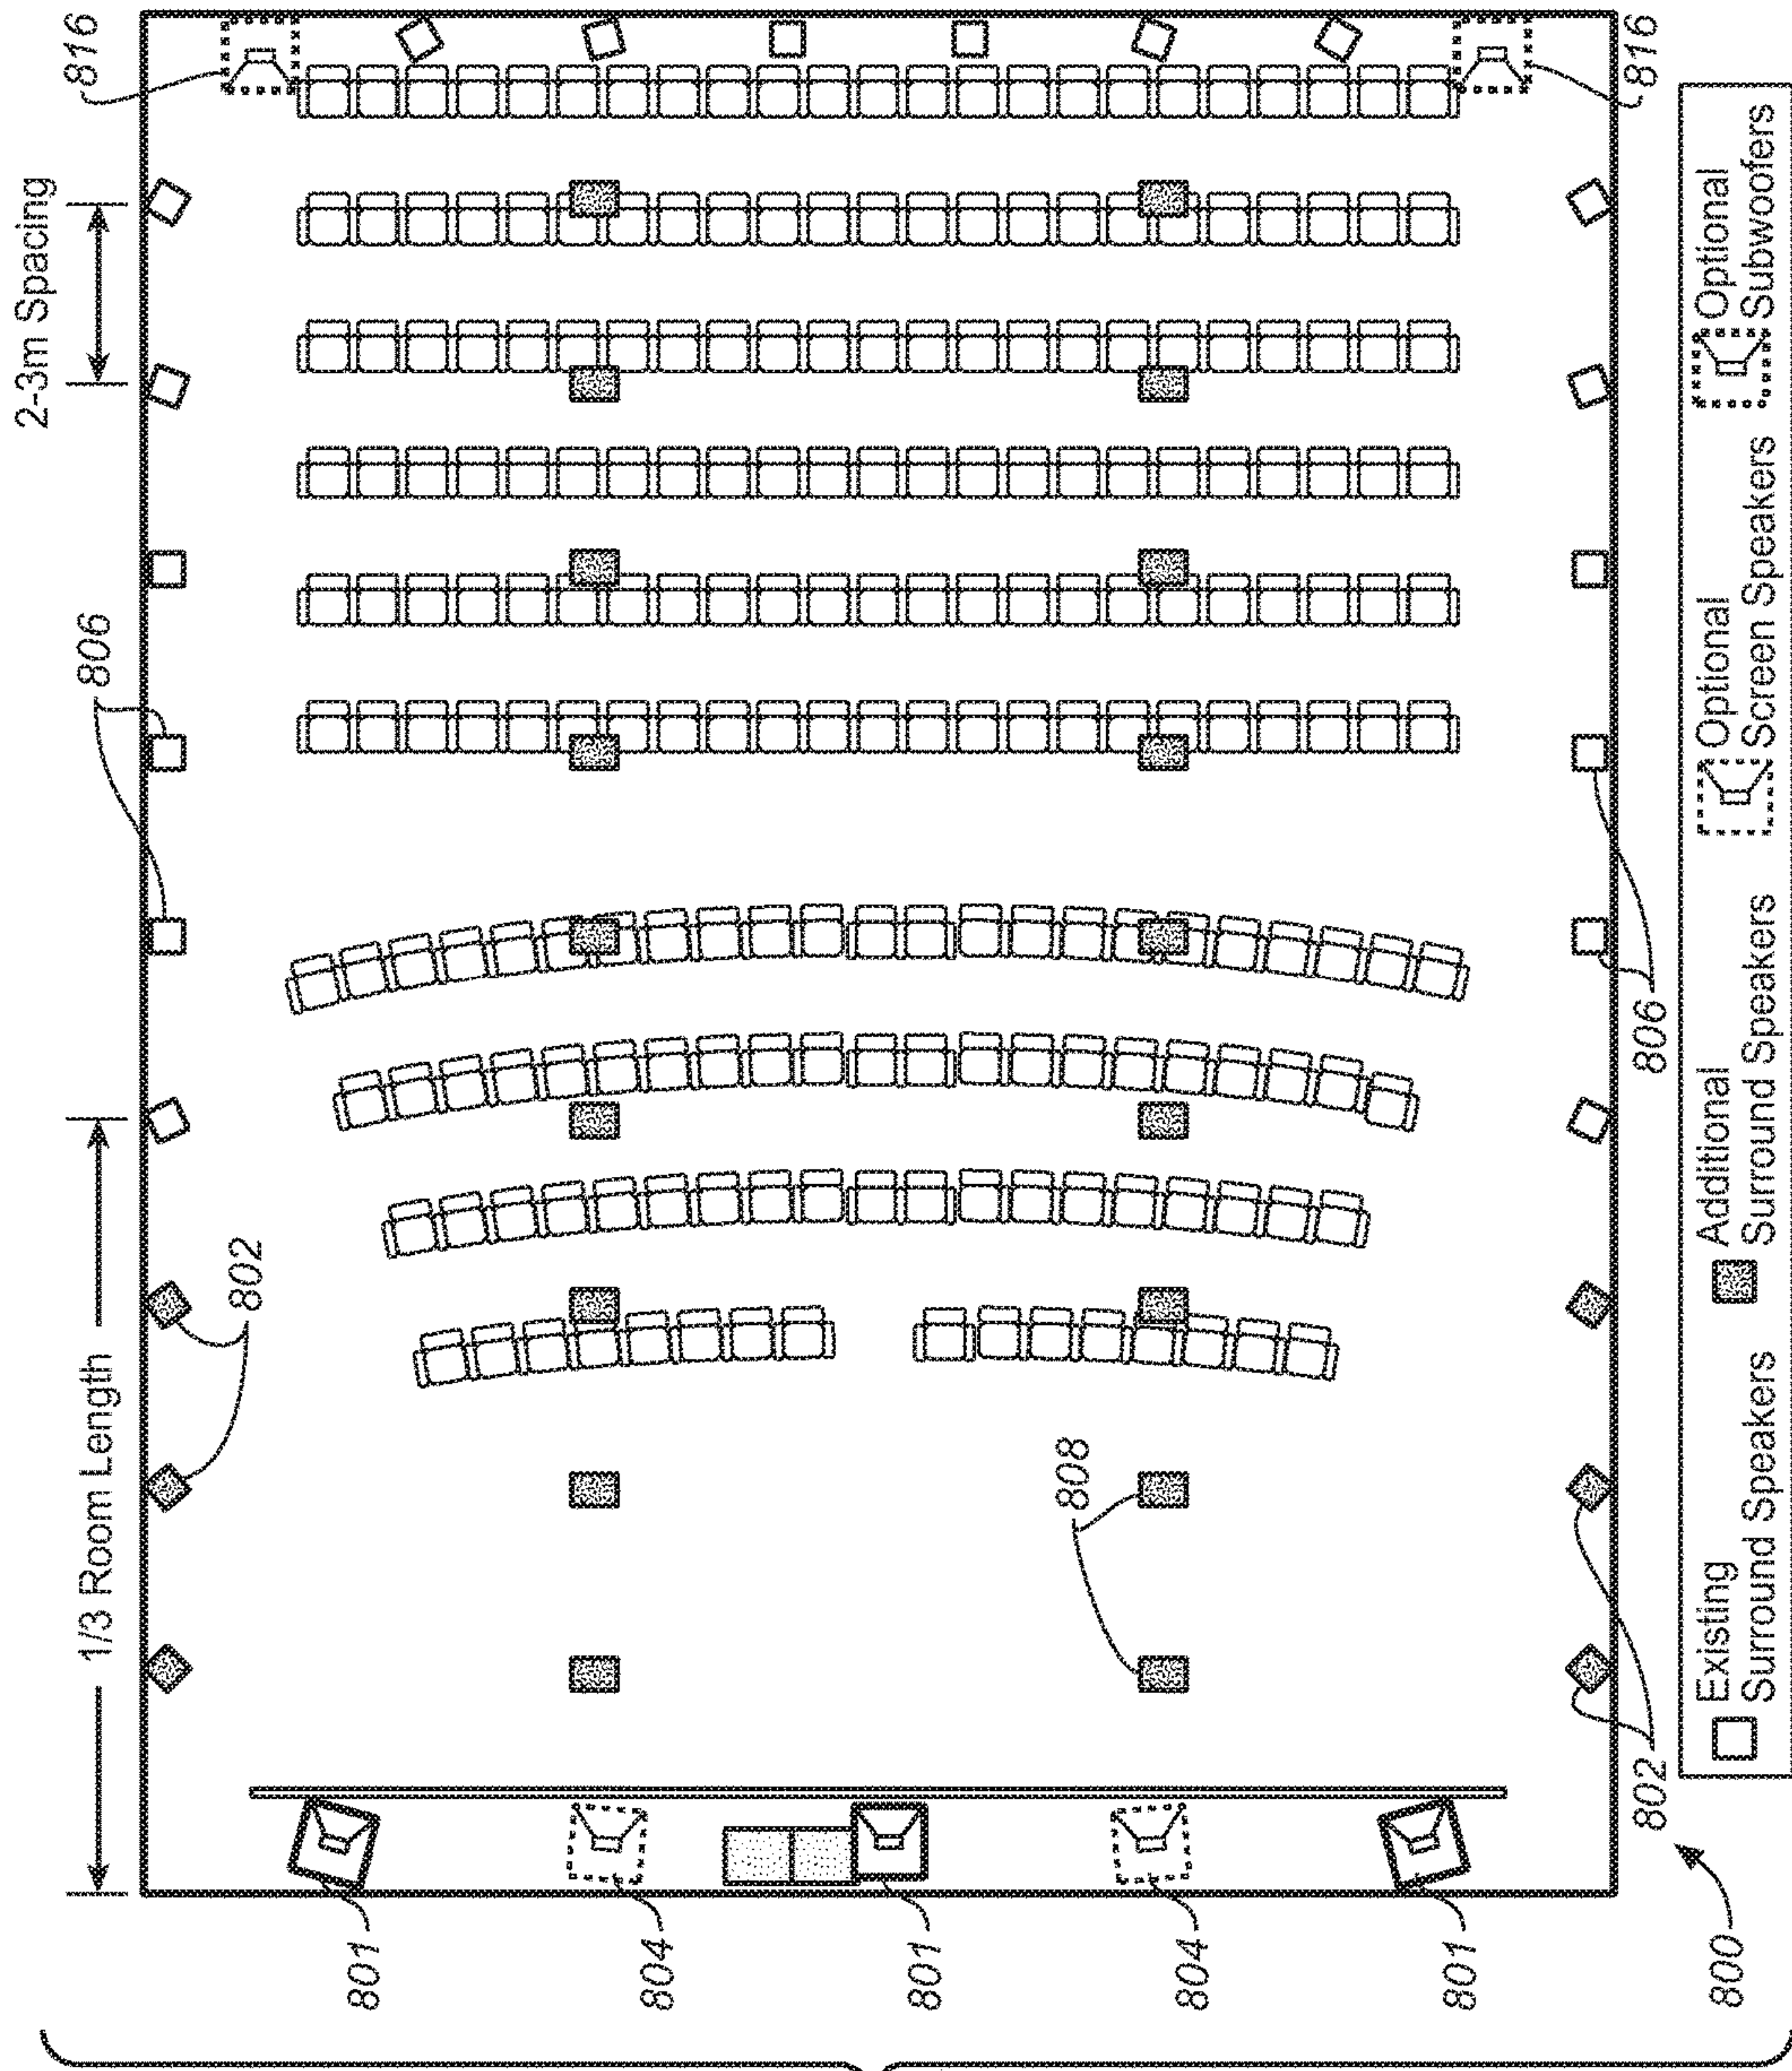 1/3 Room Length
2-3m Spacing
802
806
816
801
804
801
804
801
808
802
806
816
800
Existing
Surround Speakers
Additional
Surround Speakers
Optional
Screen Speakers
Optional
Subwoofers